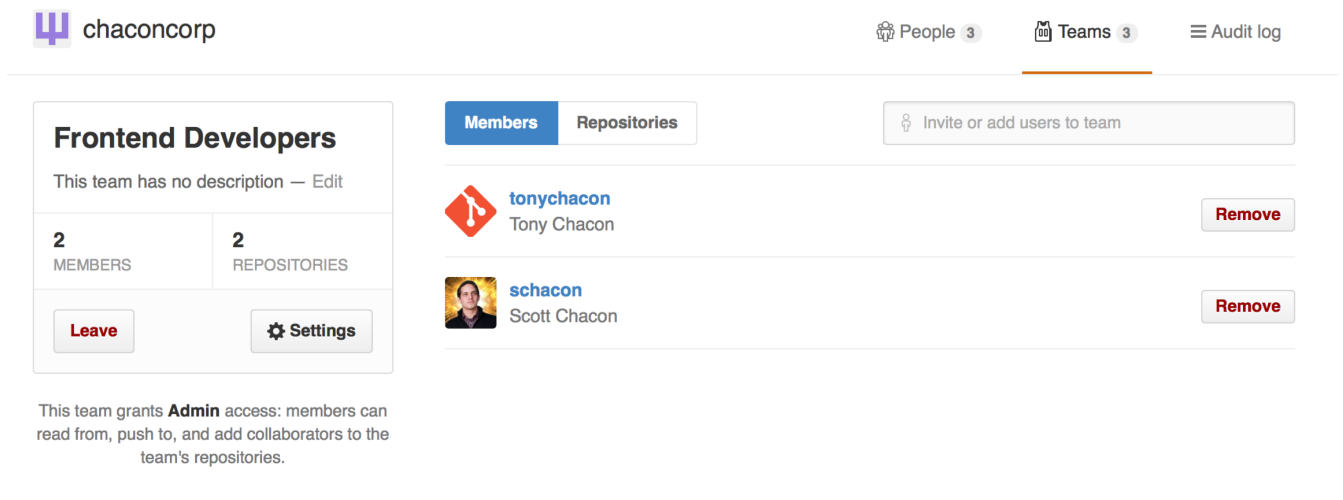 chaconcorp
People 3
Teams 3
Audit log
Frontend Developers
This team has no description — Edit
2
MEMBERS
2
REPOSITORIES
Leave
Settings
This team grants Admin access: members can
read from, push to, and add collaborators to the
team's repositories.
Members
Repositories
Invite or add users to team
tonychacon
Tony Chacon
Remove
schacon
Scott Chacon
Remove